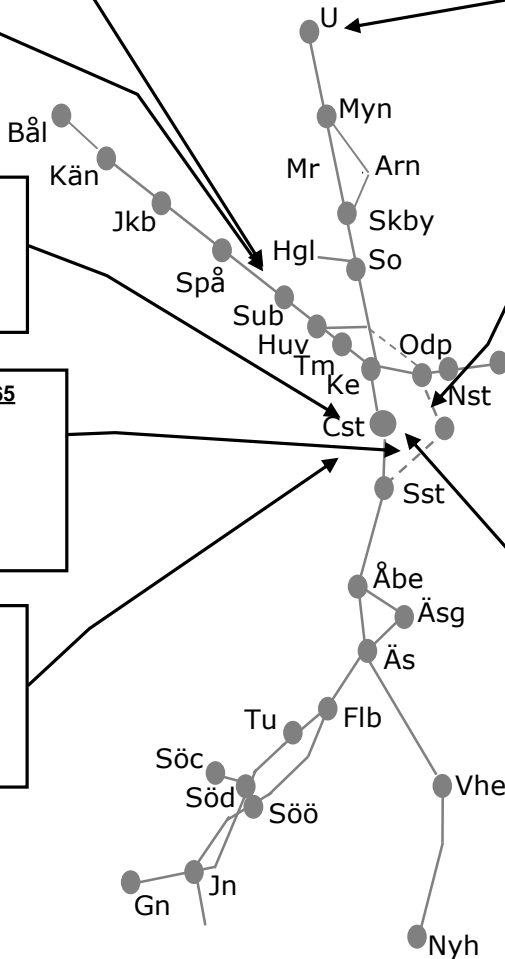 U
Myn
Bål
Mr
Arn
Kän
Jkb
Skby
Hgl
So
Spå
Sub
Huv
Odp
Tm
Ke
65
Nst
Cst
Sst
Åbe
Äsg
Äs
Tu
Flb
Söc
Söd
Söö
Vhe
Jn
Gn
Nyh